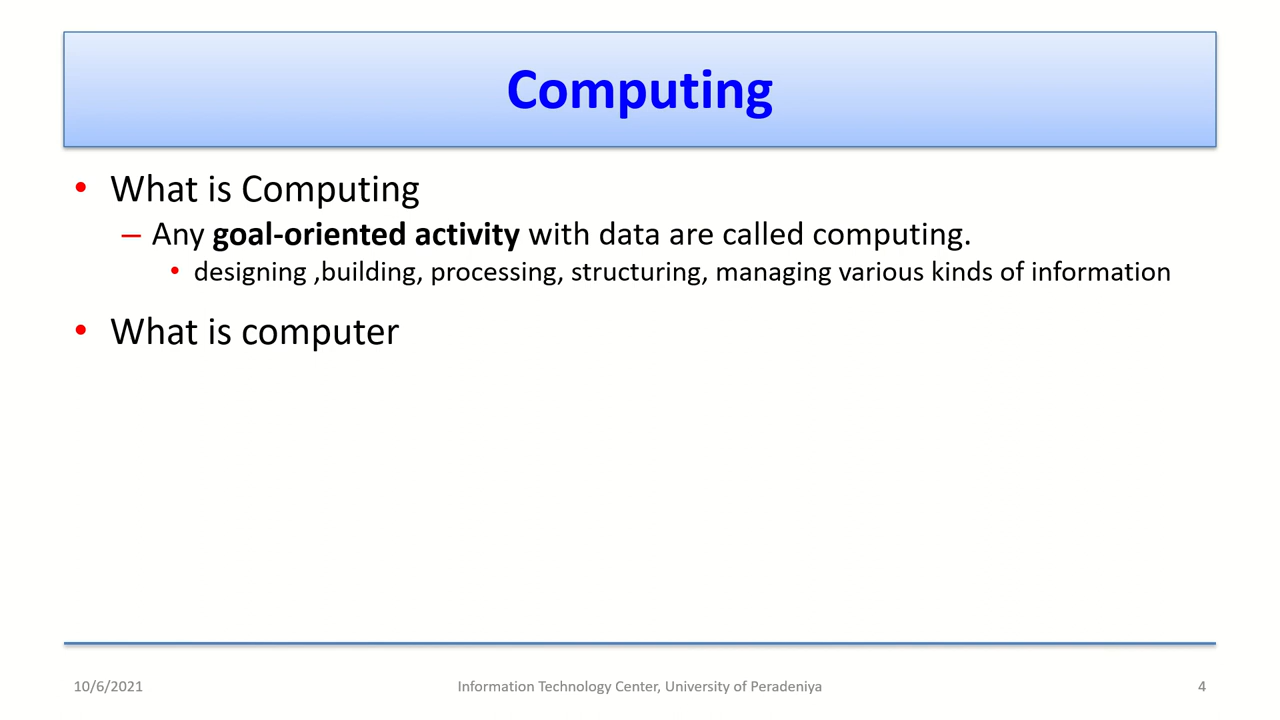 Computing
• What is Computing
– Any goal-oriented activity with data are called computing.
• designing ,building, processing, structuring, managing various kinds of information
• What is computer
10/6/2021 Information Technology Center, University of Peradeniya 4